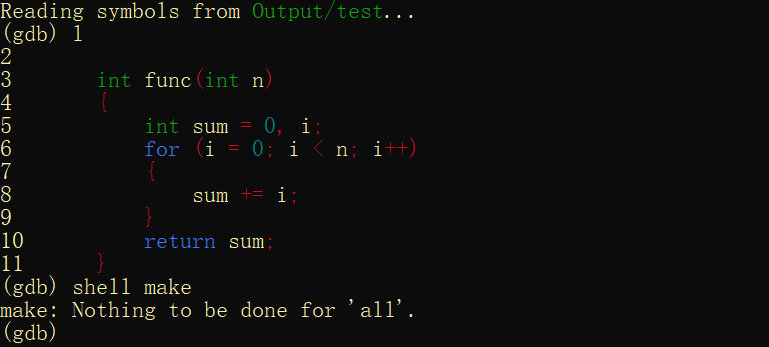 Reading symbols from Output/test...
(gdb) l
2
3       int func(int n)
4       {
5           int sum = 0, i;
6           for (i = 0; i < n; i++)
7           {
8               sum += i;
9           }
10          return sum;
11      }
(gdb) shell make
make: Nothing to be done for 'all'.
(gdb)